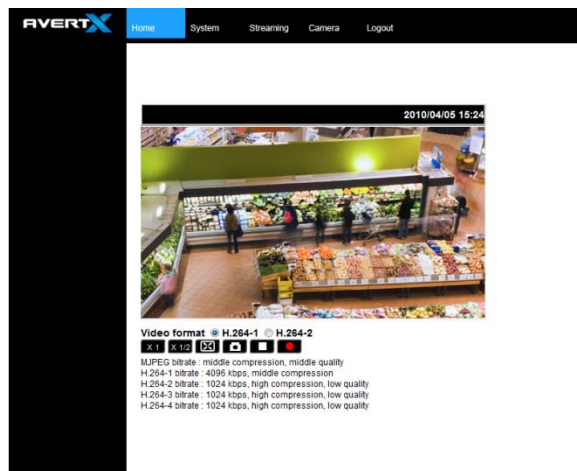 AVERTX
Home System Streaming Camera Logout
2010/04/05 15:24
Video format H.264-1 H.264-2
X 1 X 1/2
MJPEG bitrate : middle compression, middle quality
H.264-1 bitrate : 4096 kbps, middle compression
H.264-2 bitrate : 1024 kbps, high compression, low quality
H.264-3 bitrate : 1024 kbps, high compression, low quality
H.264-4 bitrate : 1024 kbps, high compression, low quality